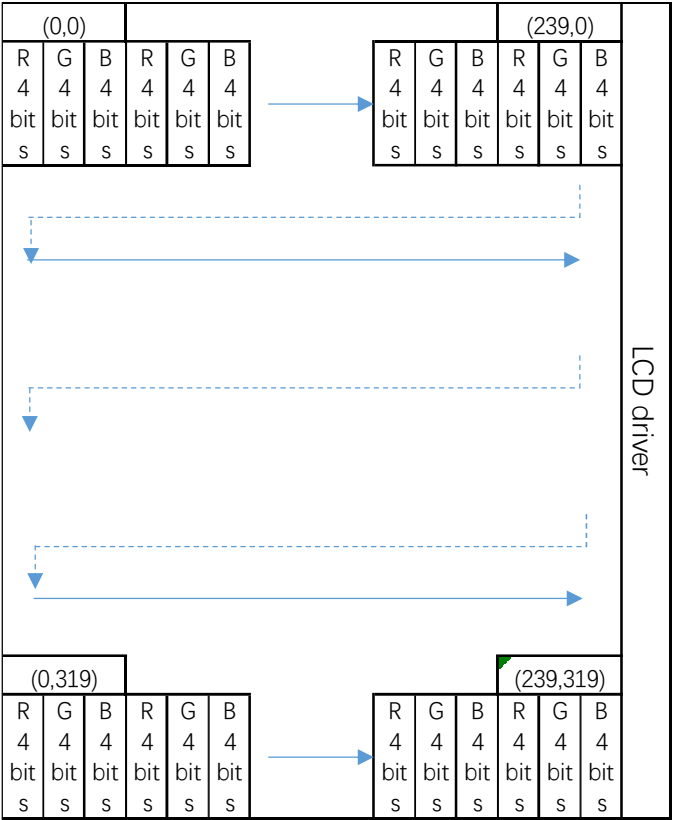 (0,0) (239,0)
R G B R G B R G B R G B
4 4 4 4 4 4 4 4 4 4 4 4
bit bit bit bit bit bit bit bit bit bit bit bit
s s s s s s s s s s s s
LCD driver
(0,319) (239,319)
R G B R G B R G B R G B
4 4 4 4 4 4 4 4 4 4 4 4
bit bit bit bit bit bit bit bit bit bit bit bit
s s s s s s s s s s s s